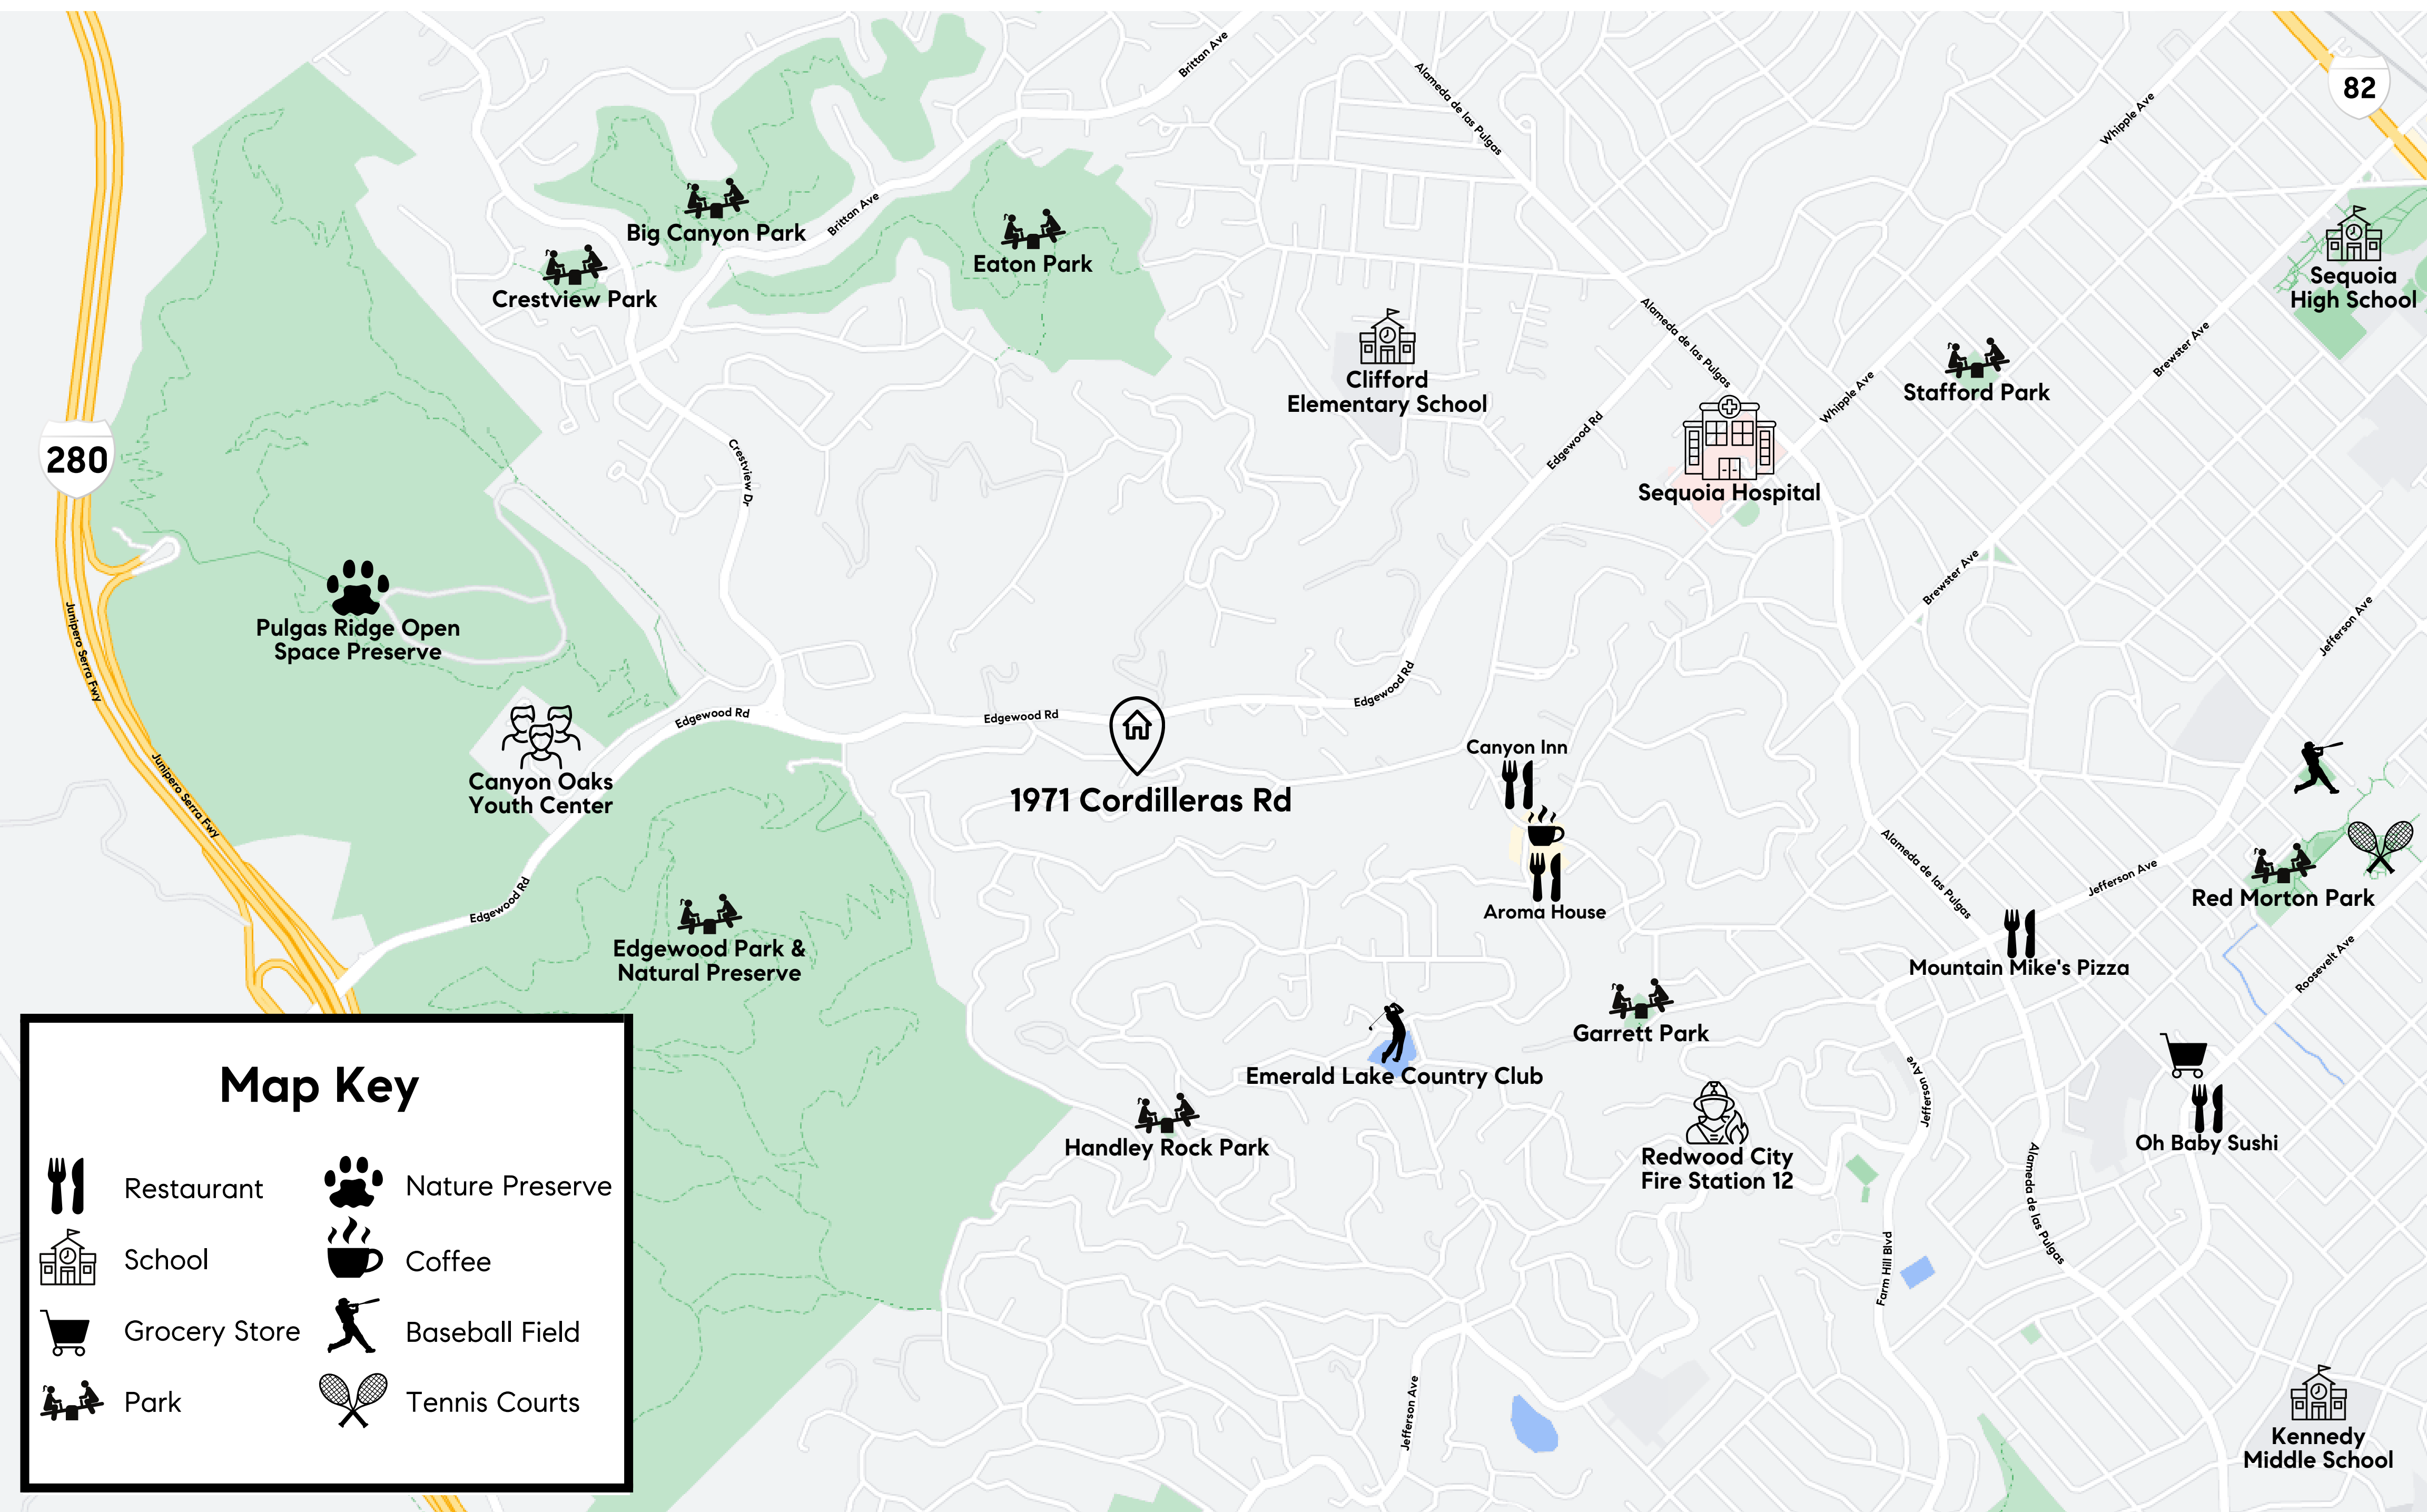 Brittan Ave
Alameda de las Pulgas
82
Whipple Ave
Big Canyon Park
Brittan Ave
Eaton Park
Crestview Park
Sequoia
High School
Alameda de las Pulgas
Clifford
Elementary School
Brewster Ave
Stafford Park
Whipple Ave
Edgewood Rd
280
Crestview Dr
Sequoia Hospital
Brewster Ave
Junipero Serra Fwy
Pulgas Ridge Open
Space Preserve
Jefferson Ave
Edgewood Rd
Edgewood Rd
Edgewood Rd
Canyon Inn
Junipero Serra Fwy
Canyon Oaks
Youth Center
1971 Cordilleras Rd
Alameda de las Pulgas
Jefferson Ave
Red Morton Park
Edgewood Rd
Aroma House
Edgewood Park &
Natural Preserve
Mountain Mike's Pizza
Roosevelt Ave
Garrett Park
Emerald Lake Country Club
Jefferson Ave
Handley Rock Park
Redwood City
Fire Station 12
Oh Baby Sushi
Alameda de las Pulgas
Farm Hill Blvd
Jefferson Ave
Kennedy
Middle School
Map Key
Restaurant
Nature Preserve
School
Coffee
Grocery Store
Baseball Field
Park
Tennis Courts